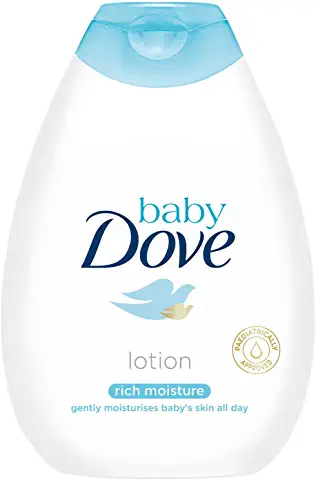 baby
Dove
lotion
PAEDIATRICALLY
APPROVED
rich moisture
gently moisturises baby's skin all day